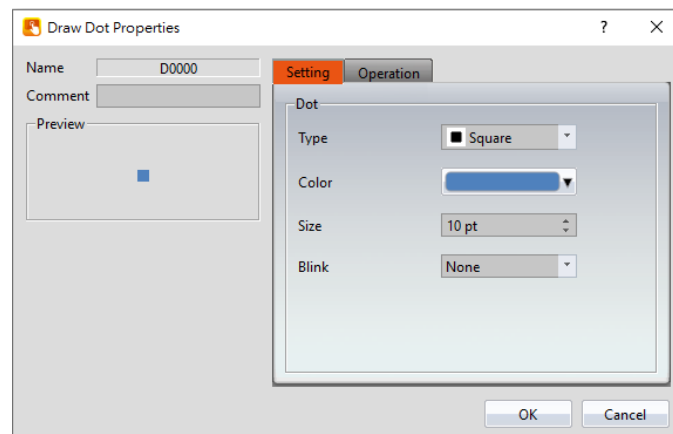 Draw Dot Properties
?
Name D0000
Comment
Preview
Setting Operation
Dot
Type Square
Color
Size 10 pt
Blink None
OK Cancel